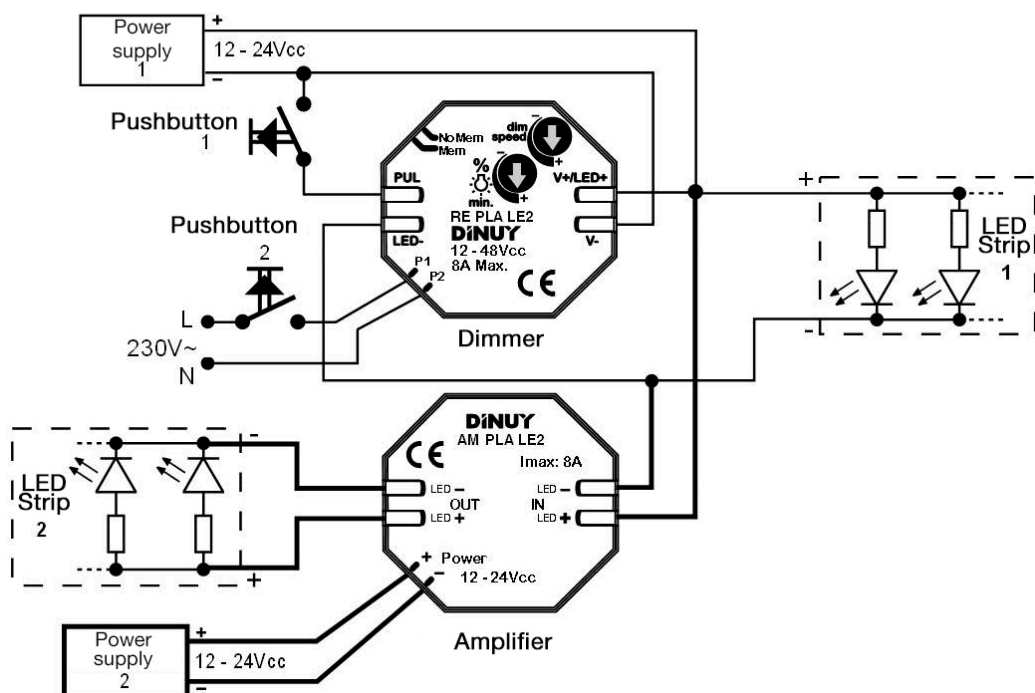 Power
supply
1
+
12 - 24Vcc
−
Pushbutton
1
No Mem
Mem
dim
speed
−
+
%
−
+
min.
PUL
V+/LED+
RE PLA LE2
LED-
DiNUY
V-
12 - 48Vcc
8A Max.
P1
P2
CE
Pushbutton
2
L
230V~
N
Dimmer
+
LED
Strip
1
-
DiNUY
AM PLA LE2
CE
Imax: 8A
LED −
OUT
LED +
LED −
IN
LED +
+ Power
− 12 - 24Vcc
Amplifier
-
LED
Strip
2
+
Power
supply
2
+
12 - 24Vcc
−